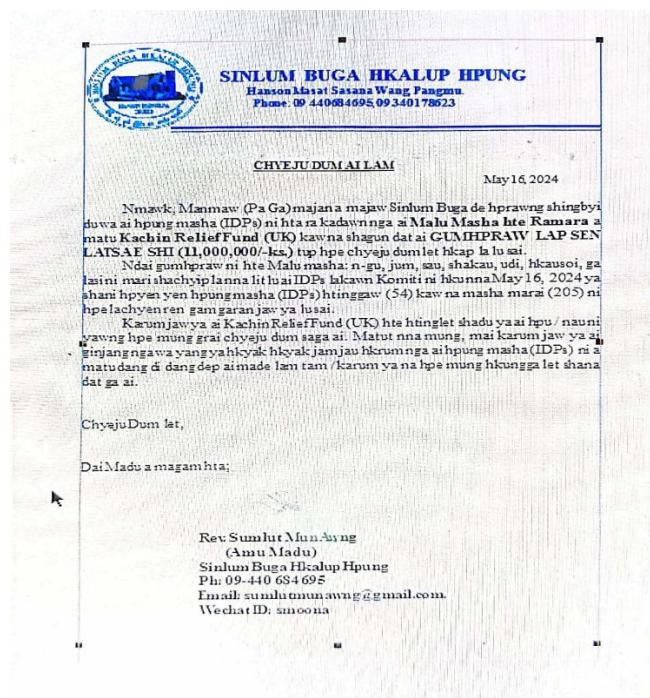 SINLUM BUGA HKALUP HPUNG
Hanson Masat Sasana Wang, Pangmu.
Phone: 09 440684695, 09 340178623
CHYEJU DUM AI LAM
May 16, 2024
Nmawk, Manmaw (Pa Ga) majan a majaw Sinlum Buga de hprawng shingbyi
duwa ai hpung masha (IDPs) ni hta ra kadawn nga ai Malu Masha hte Ramara a
matu Kachin Relief Fund (UK) kaw na shagun dat ai GUMHPRAW LAP SEN
LATSAE SHI (11,000,000/-ks.) tup hpe chyeju dum let hkap la lu sai.
Ndai gumhpraw ni hte Malu masha: n-gu, jum, sau, shakau, udi, hkausoi, ga
lasi ni mari shachyip la nna lit lu ai IDPs lakawn Komiti ni hkunna May 16, 2024 ya
shani hpyen yen hpung masha (IDPs) htinggaw (54) kaw na masha marai (205) ni
hpe lachyen ren gam garan jaw ya lu sai.
Karum jaw ya ai Kachin Relief Fund (UK) hte htinglet shadu ya ai hpu / nau ni
yawng hpe mung grai chyeju dum saga ai. Matut nna mung, mai karum jaw ya ai
ginjang nga wa yang ya hkyak hkyak jamjau hkrum nga ai hpung masha (IDPs) ni a
matu dang di dang dep ai made lam tam / karum ya na hpe mung hkungga let shana
dat ga ai.
Chyeju Dum let,
Dai Madu a magam hta;
Rev. Sumlut Mun Awng
(Amu Madu)
Sinlum Buga Hkalup Hpung
Ph: 09-440 684 695
Email: sumlutmunawng@gmail.com.
Wechat ID: smoona